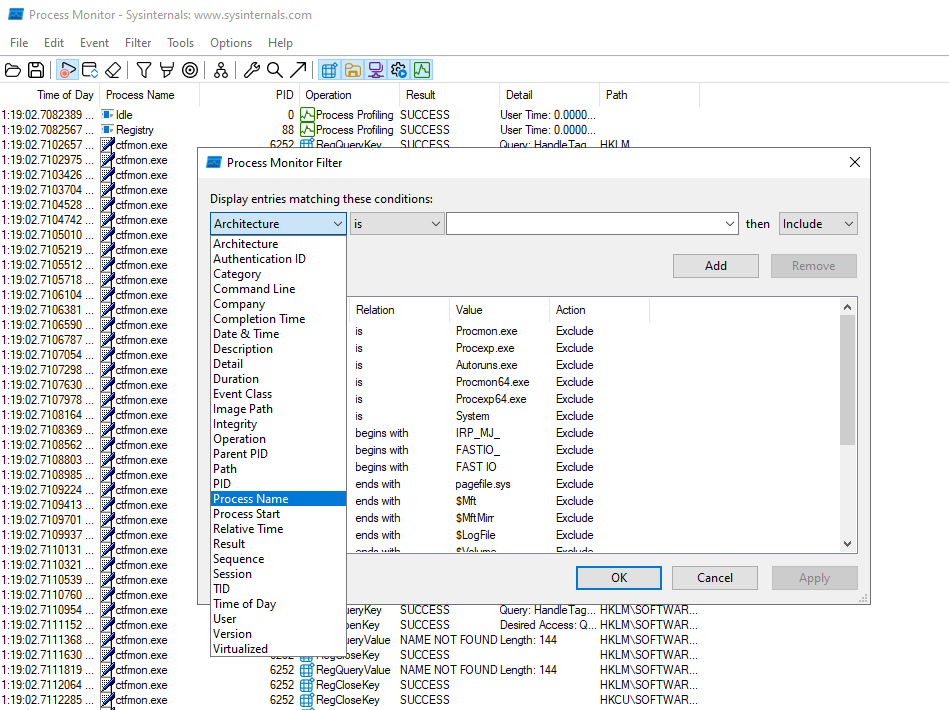 Process Monitor - Sysinternals: www.sysinternals.com
File Edit Event Filter Tools Options Help
Time of Day Process Name PID Operation Result Detail Path
1:19:02.7082389 ... Idle 0 Process Profiling SUCCESS User Time: 0.0000...
1:19:02.7082567 ... Registry 88 Process Profiling SUCCESS User Time: 0.0000...
1:19:02.7102657 ... ctfmon.exe 6252 RegQueryKey SUCCESS Query: HandleTag... HKLM
1:19:02.7102975 ... ctfmon.exe
1:19:02.7103426 ... ctfmon.exe
1:19:02.7103704 ... ctfmon.exe
1:19:02.7104528 ... ctfmon.exe
1:19:02.7104742 ... ctfmon.exe
1:19:02.7105010 ... ctfmon.exe
1:19:02.7105219 ... ctfmon.exe
1:19:02.7105512 ... ctfmon.exe
1:19:02.7105718 ... ctfmon.exe
1:19:02.7106104 ... ctfmon.exe
1:19:02.7106381 ... ctfmon.exe
1:19:02.7106590 ... ctfmon.exe
1:19:02.7106787 ... ctfmon.exe
1:19:02.7107054 ... ctfmon.exe
1:19:02.7107378 ... ctfmon.exe
1:19:02.7107630 ... ctfmon.exe
1:19:02.7107978 ... ctfmon.exe
1:19:02.7108164 ... ctfmon.exe
1:19:02.7108369 ... ctfmon.exe
1:19:02.7108562 ... ctfmon.exe
1:19:02.7108803 ... ctfmon.exe
1:19:02.7108985 ... ctfmon.exe
1:19:02.7109224 ... ctfmon.exe
1:19:02.7109413 ... ctfmon.exe
1:19:02.7109701 ... ctfmon.exe
1:19:02.7109937 ... ctfmon.exe
1:19:02.7110131 ... ctfmon.exe
1:19:02.7110321 ... ctfmon.exe
1:19:02.7110539 ... ctfmon.exe
1:19:02.7110760 ... ctfmon.exe
1:19:02.7110954 ... ctfmon.exe ueryKey SUCCESS Query: HandleTag... HKLM\SOFTWAR...
1:19:02.7111152 ... ctfmon.exe penKey SUCCESS Desired Access: Q... HKLM\SOFTWAR...
1:19:02.7111368 ... ctfmon.exe ueryValue NAME NOT FOUND Length: 144 HKLM\SOFTWAR...
1:19:02.7111630 ... ctfmon.exe 6252 RegCloseKey SUCCESS HKLM\SOFTWAR...
1:19:02.7111819 ... ctfmon.exe 6252 RegQueryValue NAME NOT FOUND Length: 144 HKLM\SOFTWAR...
1:19:02.7112064 ... ctfmon.exe 6252 RegCloseKey SUCCESS HKLM\SOFTWAR...
1:19:02.7112285 ... ctfmon.exe 6252 RegCloseKey SUCCESS HKCU\SOFTWAR...
Process Monitor Filter
Display entries matching these conditions:
Architecture is then Include
Architecture
Authentication ID
Category
Command Line
Company
Completion Time
Date & Time
Description
Detail
Duration
Event Class
Image Path
Integrity
Operation
Parent PID
Path
PID
Process Name
Process Start
Relative Time
Result
Sequence
Session
TID
Time of Day
User
Version
Virtualized
Add Remove
Relation Value Action
is Procmon.exe Exclude
is Procexp.exe Exclude
is Autoruns.exe Exclude
is Procmon64.exe Exclude
is Procexp64.exe Exclude
is System Exclude
begins with IRP_MJ_ Exclude
begins with FASTIO_ Exclude
begins with FAST IO Exclude
ends with pagefile.sys Exclude
ends with $Mft Exclude
ends with $MftMirr Exclude
ends with $LogFile Exclude
ends with $Volume Exclude
OK Cancel Apply